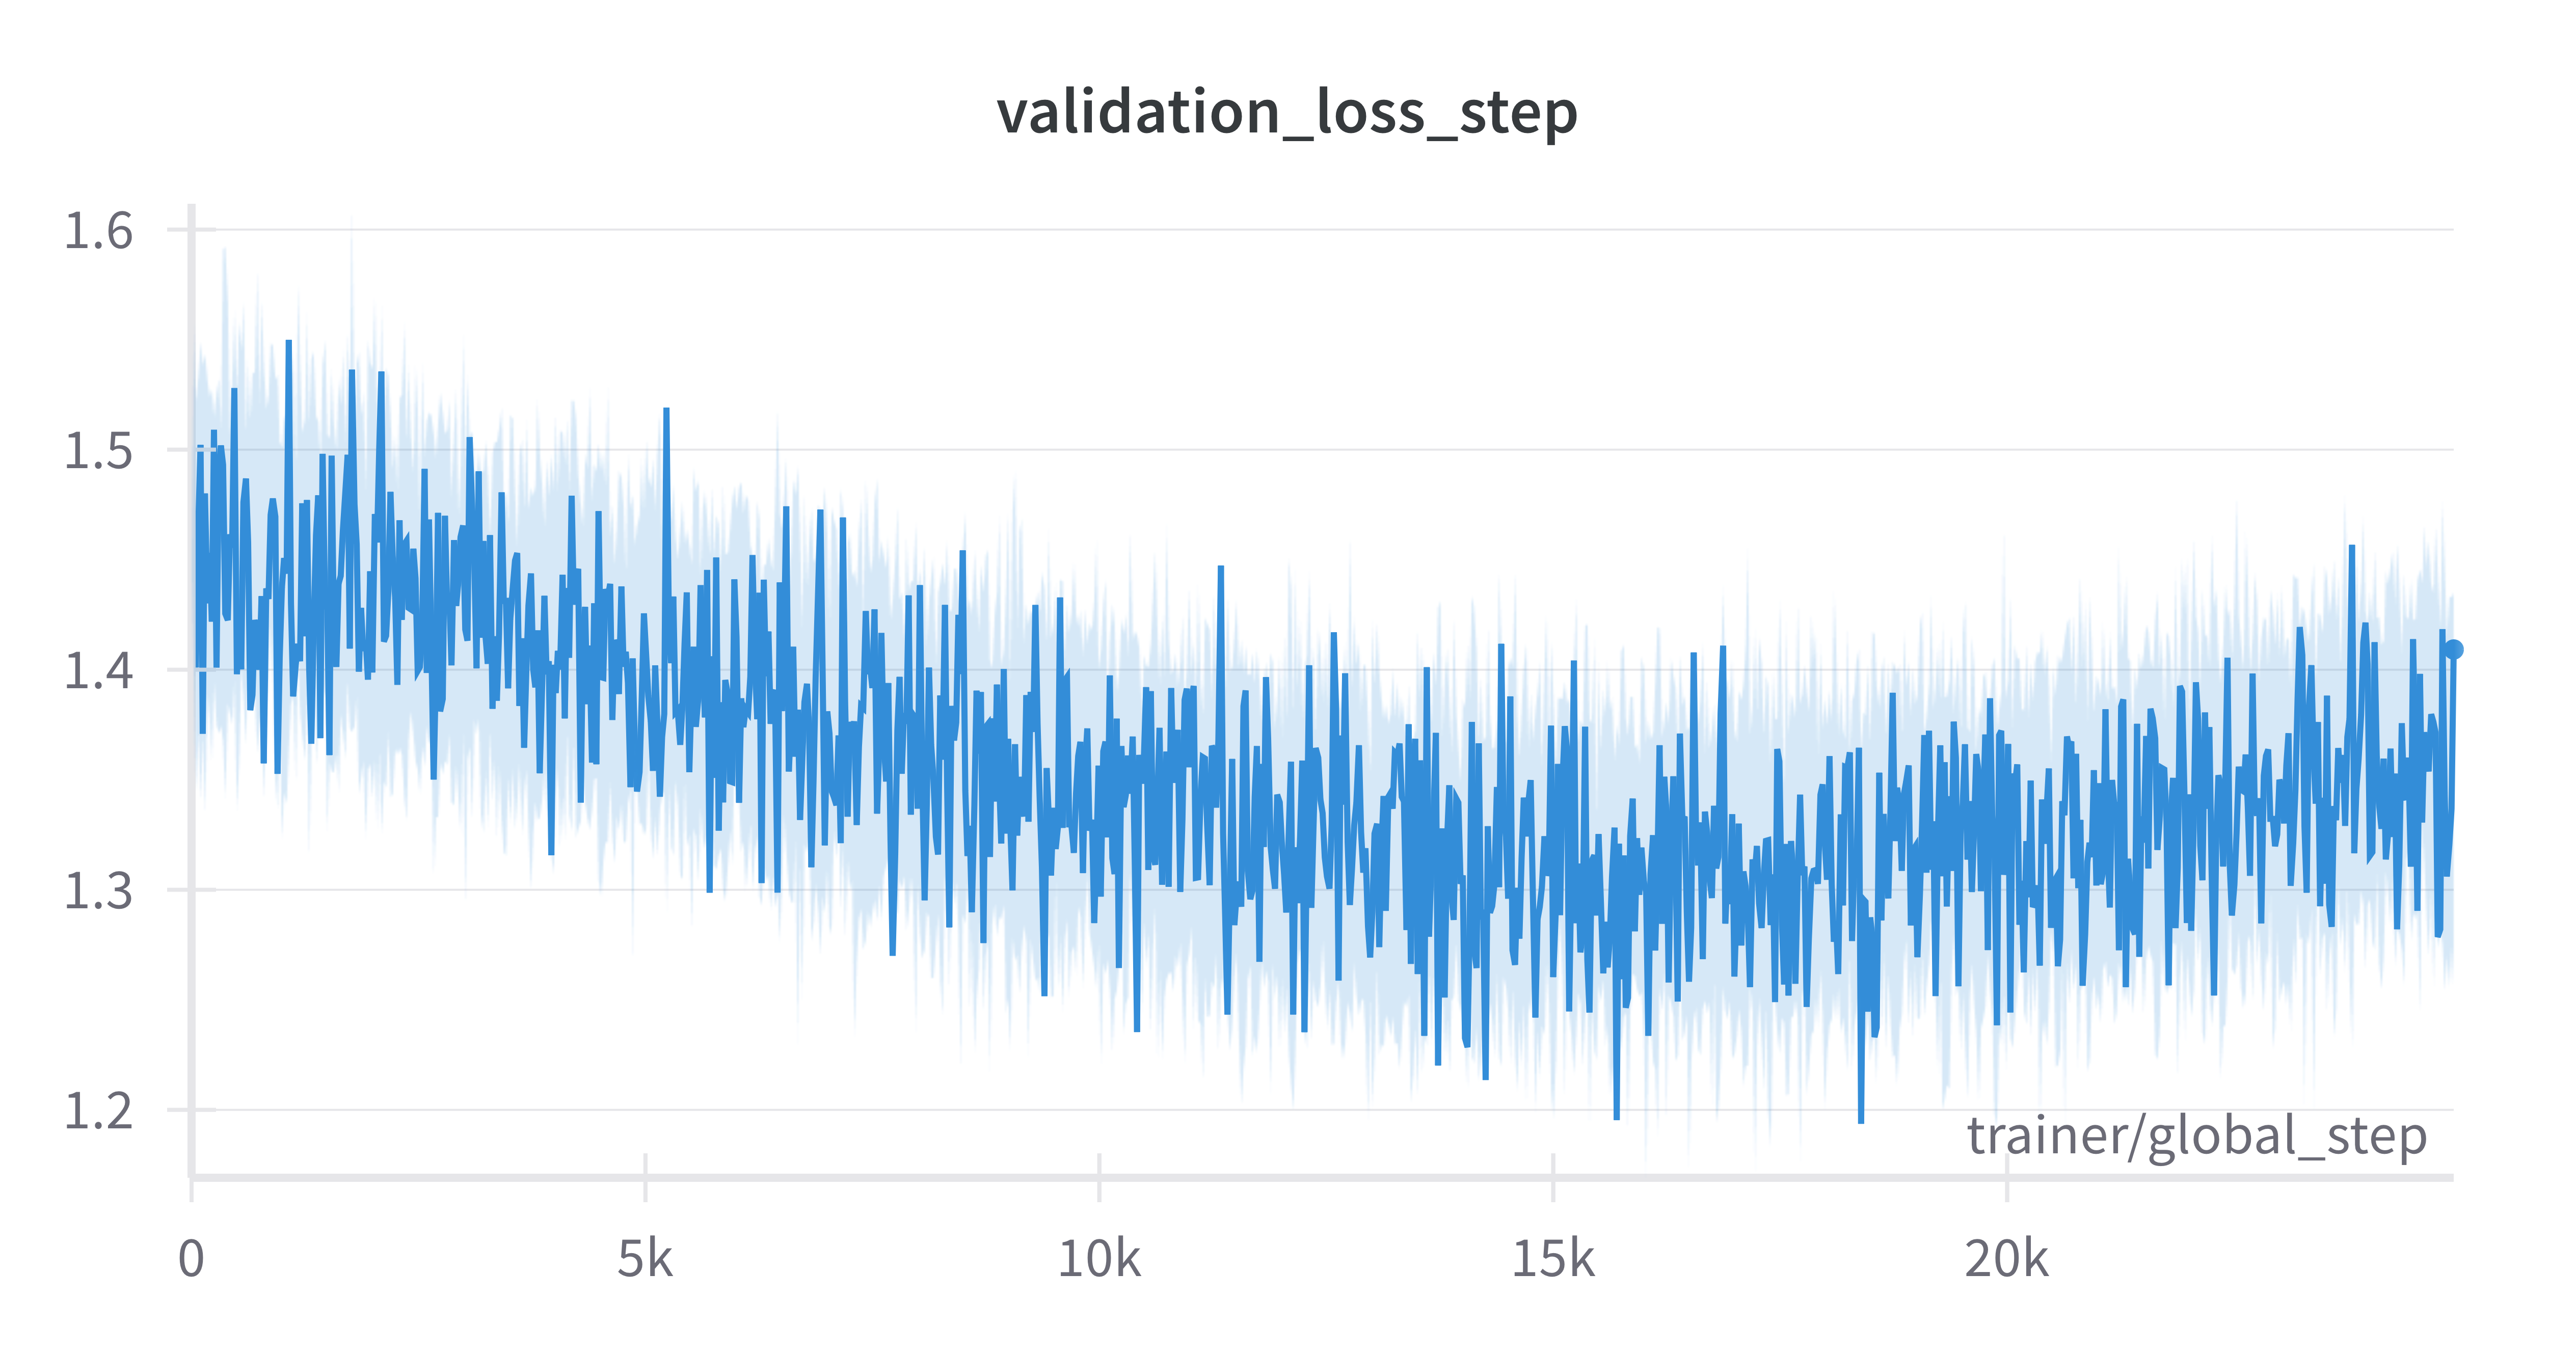 validation_loss_step
1.6
1.5
1.4
1.3
1.2
trainer/global_step
0 5k 10k 15k 20k